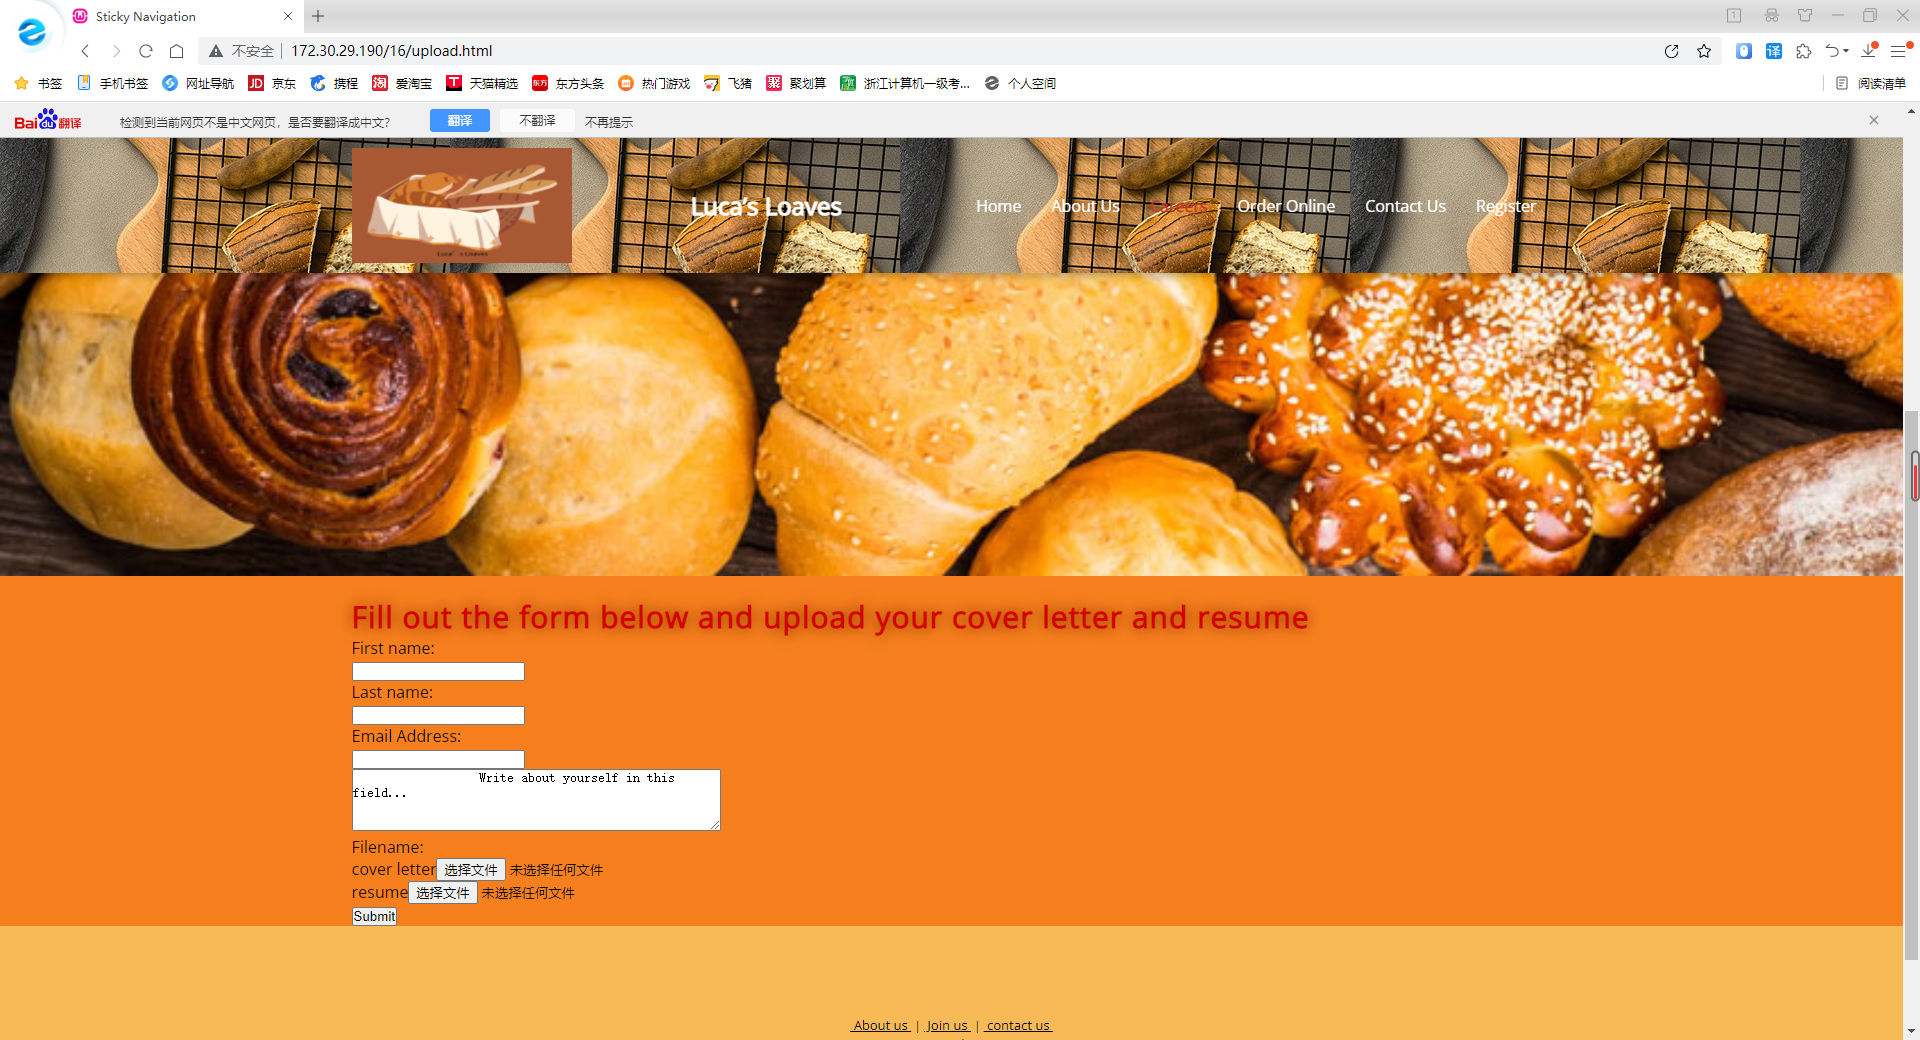 Sticky Navigation
不安全 172.30.29.190/16/upload.html
书签 手机书签 网址导航 JD 京东 携程 淘 爱淘宝 T 天猫精选 东方 东方头条 热门游戏 飞猪 聚 聚划算 浙江计算机一级考... 个人空间 阅读清单
Baidu翻译 检测到当前网页不是中文网页，是否要翻译成中文? 翻译 不翻译 不再提示
Luca's Loaves
Luca's Loaves Home About Us Careers Order Online Contact Us Register
Fill out the form below and upload your cover letter and resume
First name:
Last name:
Email Address:
Write about yourself in this
field...
Filename:
cover letter 选择文件 未选择任何文件
resume 选择文件 未选择任何文件
Submit
About us | Join us | contact us